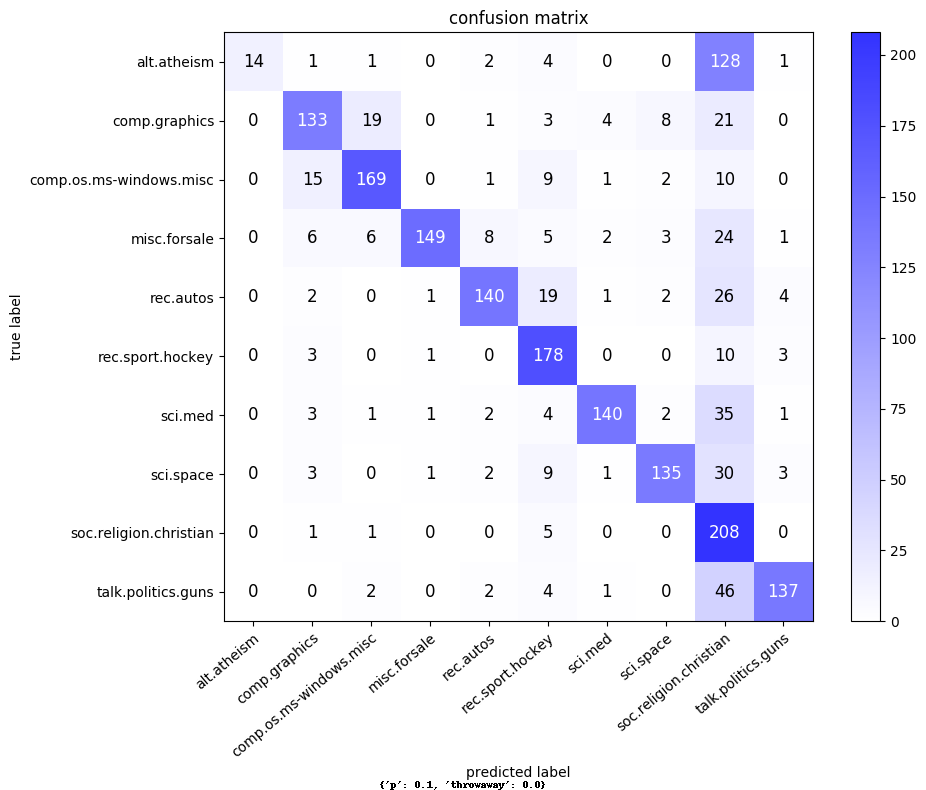 confusion matrix
alt.atheism 14 1 1 0 2 4 0 0 128 1
comp.graphics 0 133 19 0 1 3 4 8 21 0
comp.os.ms-windows.misc 0 15 169 0 1 9 1 2 10 0
misc.forsale 0 6 6 149 8 5 2 3 24 1
rec.autos 0 2 0 1 140 19 1 2 26 4
rec.sport.hockey 0 3 0 1 0 178 0 0 10 3
sci.med 0 3 1 1 2 4 140 2 35 1
sci.space 0 3 0 1 2 9 1 135 30 3
soc.religion.christian 0 1 1 0 0 5 0 0 208 0
talk.politics.guns 0 0 2 0 2 4 1 0 46 137
true label
alt.atheism comp.graphics comp.os.ms-windows.misc misc.forsale rec.autos rec.sport.hockey sci.med sci.space soc.religion.christian talk.politics.guns
predicted label
{'p': 0.1, 'throwaway': 0.0}
200
175
150
125
100
75
50
25
0